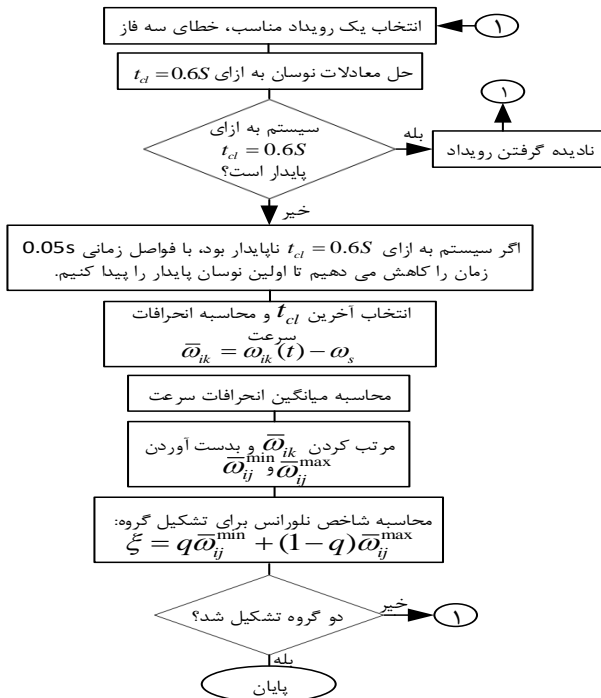 انتخاب یک رویداد مناسب، خطای سه فاز
۱
حل معادلات نوسان به ازای t_cl = 0.6S
سیستم به ازای
t_cl = 0.6S
پایدار است؟
بله
نادیده گرفتن رویداد
۱
خیر
اگر سیستم به ازای t_cl = 0.6S ناپایدار بود، با فواصل زمانی 0.05s
زمان را کاهش می دهیم تا اولین نوسان پایدار را پیدا کنیم.
انتخاب آخرین t_cl و محاسبه انحرافات
سرعت
ω̅_ik = ω_ik(t) − ω_s
محاسبه میانگین انحرافات سرعت
مرتب کردن ω̅_ik و بدست آوردن
ω̅_ij^min و ω̅_ij^max
محاسبه شاخص نلورانس برای تشکیل گروه:
ξ = qω̅_ij^min + (1−q)ω̅_ij^max
دو گروه تشکیل شد؟
خیر
۱
بله
پایان